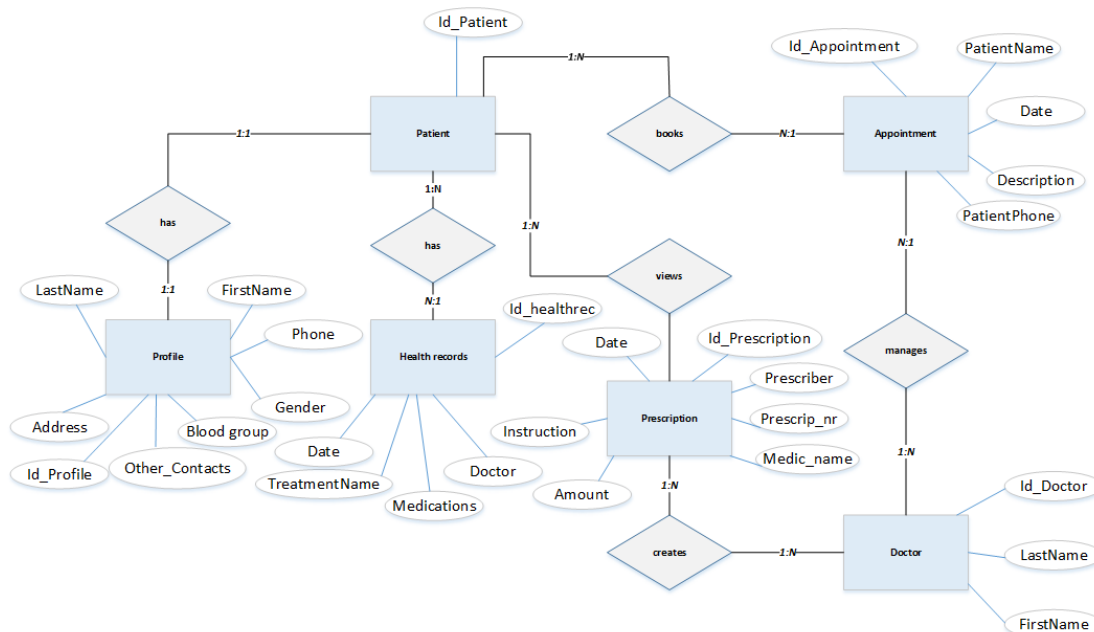 Id_Patient
1:N
Id_Appointment
PatientName
Patient
books
N:1
Appointment
Date
Description
PatientPhone
1:1
1:N
1:N
has
has
views
N:1
1:1
N:1
LastName
FirstName
Phone
Profile
Gender
Address
Blood group
Id_Profile
Other_Contacts
Id_healthrec
Health records
Date
TreatmentName
Medications
Doctor
Date
Id_Prescription
Prescriber
Prescription
Prescrip_nr
Instruction
Medic_name
Amount
manages
1:N
1:N
creates
1:N
Doctor
Id_Doctor
LastName
FirstName